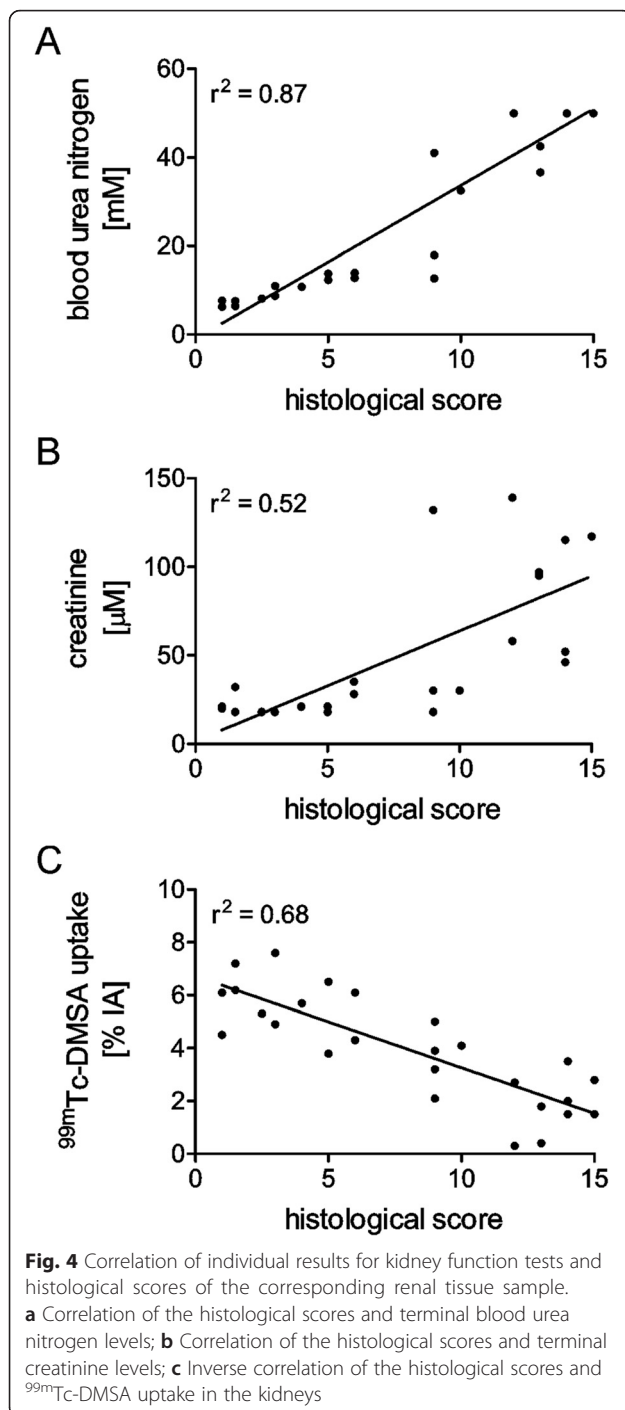 A
blood urea nitrogen
[mM]
60
40
20
0
r² = 0.87
0 5 10 15
histological score
B
creatinine
[µM]
150
100
50
0
r² = 0.52
0 5 10 15
histological score
C
⁹⁹ᵐTc-DMSA uptake
[% IA]
10
8
6
4
2
0
r² = 0.68
0 5 10 15
histological score
Fig. 4 Correlation of individual results for kidney function tests and
histological scores of the corresponding renal tissue sample.
a Correlation of the histological scores and terminal blood urea
nitrogen levels; b Correlation of the histological scores and terminal
creatinine levels; c Inverse correlation of the histological scores and
⁹⁹ᵐTc-DMSA uptake in the kidneys